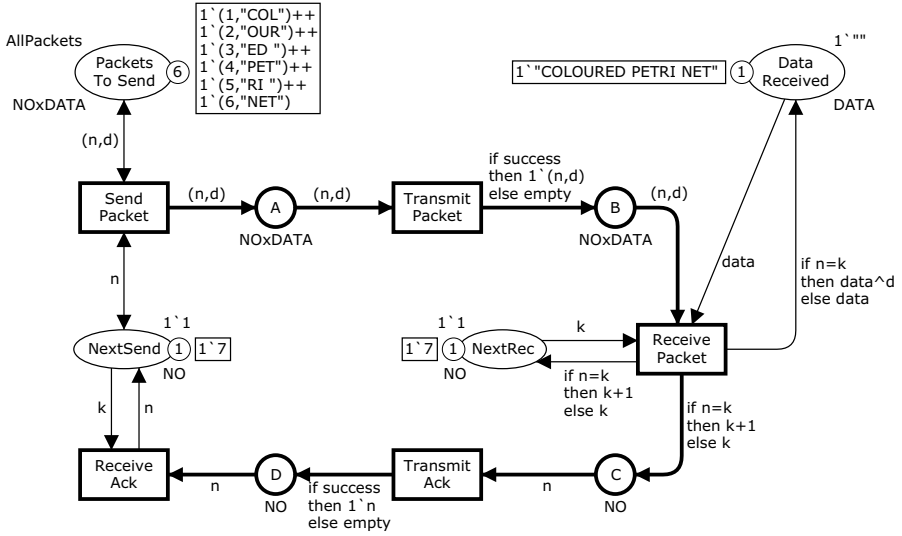 AllPackets
Packets
To Send
6
1`(1,"COL")++
1`(2,"OUR")++
1`(3,"ED ")++
1`(4,"PET")++
1`(5,"RI ")++
1`(6,"NET")
NOxDATA
1`""
1`"COLOURED PETRI NET"
1
Data
Received
DATA
(n,d)
Send
Packet
(n,d)
A
NOxDATA
(n,d)
Transmit
Packet
if success
then 1`(n,d)
else empty
B
NOxDATA
(n,d)
data
if n=k
then data^d
else data
n
1`1
NextSend
1
1`7
NO
1`1
1`7
1
NextRec
NO
k
if n=k
then k+1
else k
Receive
Packet
if n=k
then k+1
else k
k
n
Receive
Ack
n
D
NO
if success
then 1`n
else empty
Transmit
Ack
n
C
NO